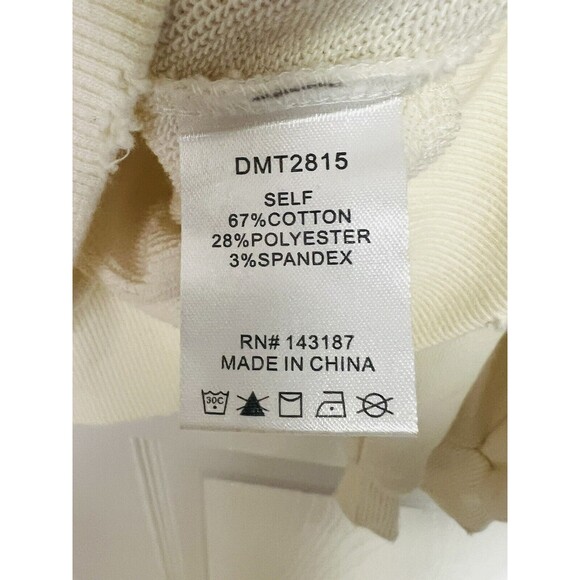 DMT2815
SELF
67%COTTON
28%POLYESTER
3%SPANDEX
RN# 143187
MADE IN CHINA
30C